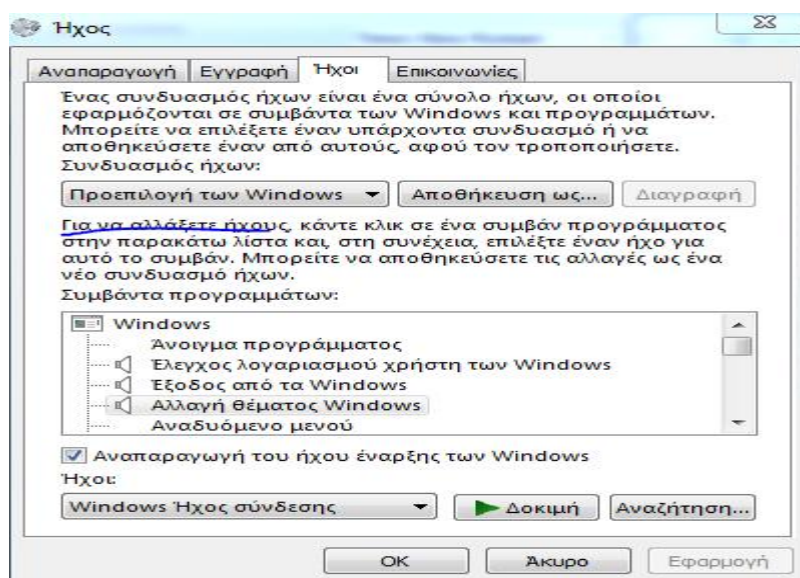 Ήχος
Αναπαραγωγή Εγγραφή Ήχοι Επικοινωνίες
Ένας συνδυασμός ήχων είναι ένα σύνολο ήχων, οι οποίοι
εφαρμόζονται σε συμβάντα των Windows και προγραμμάτων.
Μπορείτε να επιλέξετε έναν υπάρχοντα συνδυασμό ή να
αποθηκεύσετε έναν από αυτούς, αφού τον τροποποιήσετε.
Συνδυασμός ήχων:
Προεπιλογή των Windows Αποθήκευση ως... Διαγραφή
Για να αλλάξετε ήχους, κάντε κλικ σε ένα συμβάν προγράμματος
στην παρακάτω λίστα και, στη συνέχεια, επιλέξτε έναν ήχο για
αυτό το συμβάν. Μπορείτε να αποθηκεύσετε τις αλλαγές ως ένα
νέο συνδυασμό ήχων.
Συμβάντα προγραμμάτων:
Windows
Άνοιγμα προγράμματος
Έλεγχος λογαριασμού χρήστη των Windows
Έξοδος από τα Windows
Αλλαγή θέματος Windows
Αναδυόμενο μενού
Αναπαραγωγή του ήχου έναρξης των Windows
Ήχοι:
Windows Ήχος σύνδεσης Δοκιμή Αναζήτηση...
OK Άκυρο Εφαρμογή